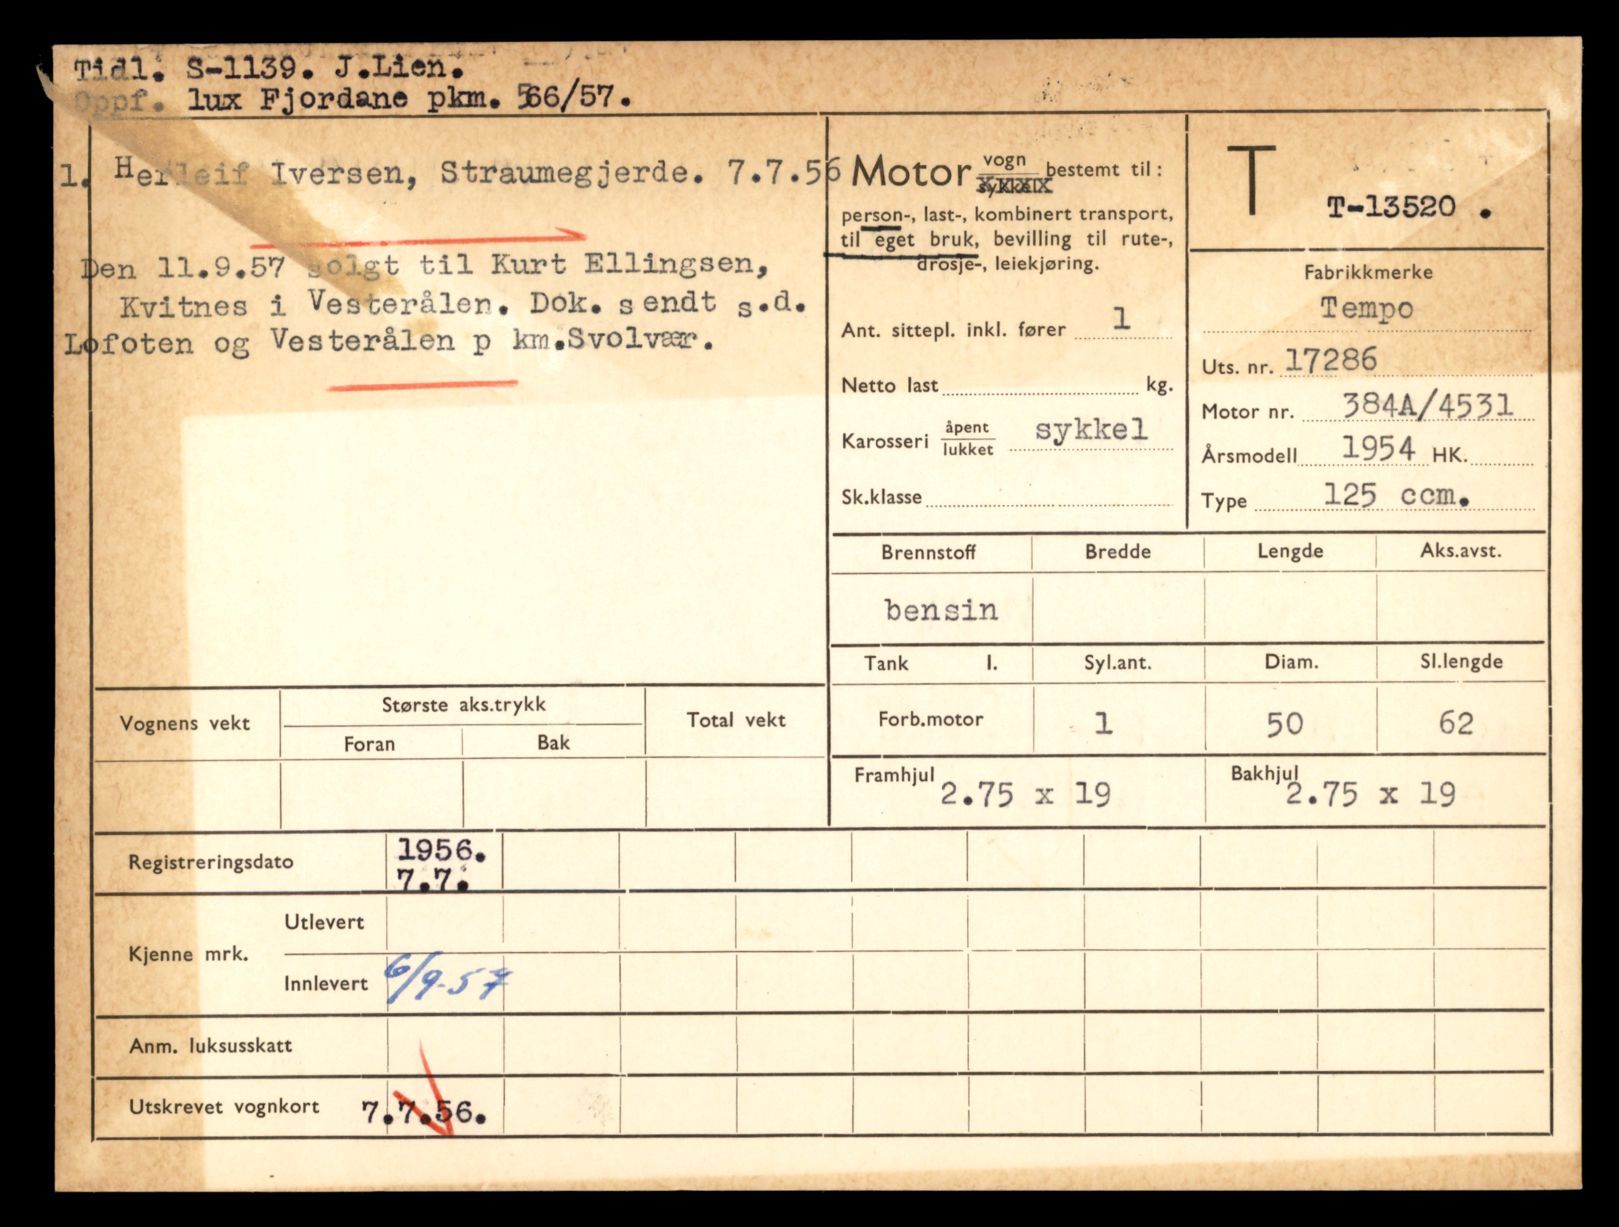 Tidl. S-1139. J.Lien.
Oppf. lux Fjordane pkm. 566/57.
1. Herleif Iversen, Straumegjerde. 7.7.56
Den 11.9.57 solgt til Kurt Ellingsen,
Kvitnes i Vesterålen. Dok. sendt s.d.
Lofoten og Vesterålen p km.Svolvær.
Motor vogn bestemt til:
sykkel
person-, last-, kombinert transport,
til eget bruk, bevilling til rute-,
drosje-, leiekjøring.
Ant. sittepl. inkl. fører 1
Netto last kg.
Karosseri åpent sykkel
lukket
Sk.klasse
T T-13520 .
Fabrikkmerke
Tempo
Uts. nr. 17286
Motor nr. 384A/4531
Årsmodell 1954 HK.
Type 125 ccm.
Brennstoff Bredde Lengde Aks.avst.
bensin
Tank l. Syl.ant. Diam. Sl.lengde
Forb.motor 1 50 62
Framhjul 2.75 x 19 Bakhjul 2.75 x 19
Vognens vekt Største aks.trykk Total vekt
Foran Bak
Registreringsdato 1956.
7.7.
Kjenne mrk. Utlevert
Innlevert 6/9-57
Anm. luksusskatt
Utskrevet vognkort 7.7.56.